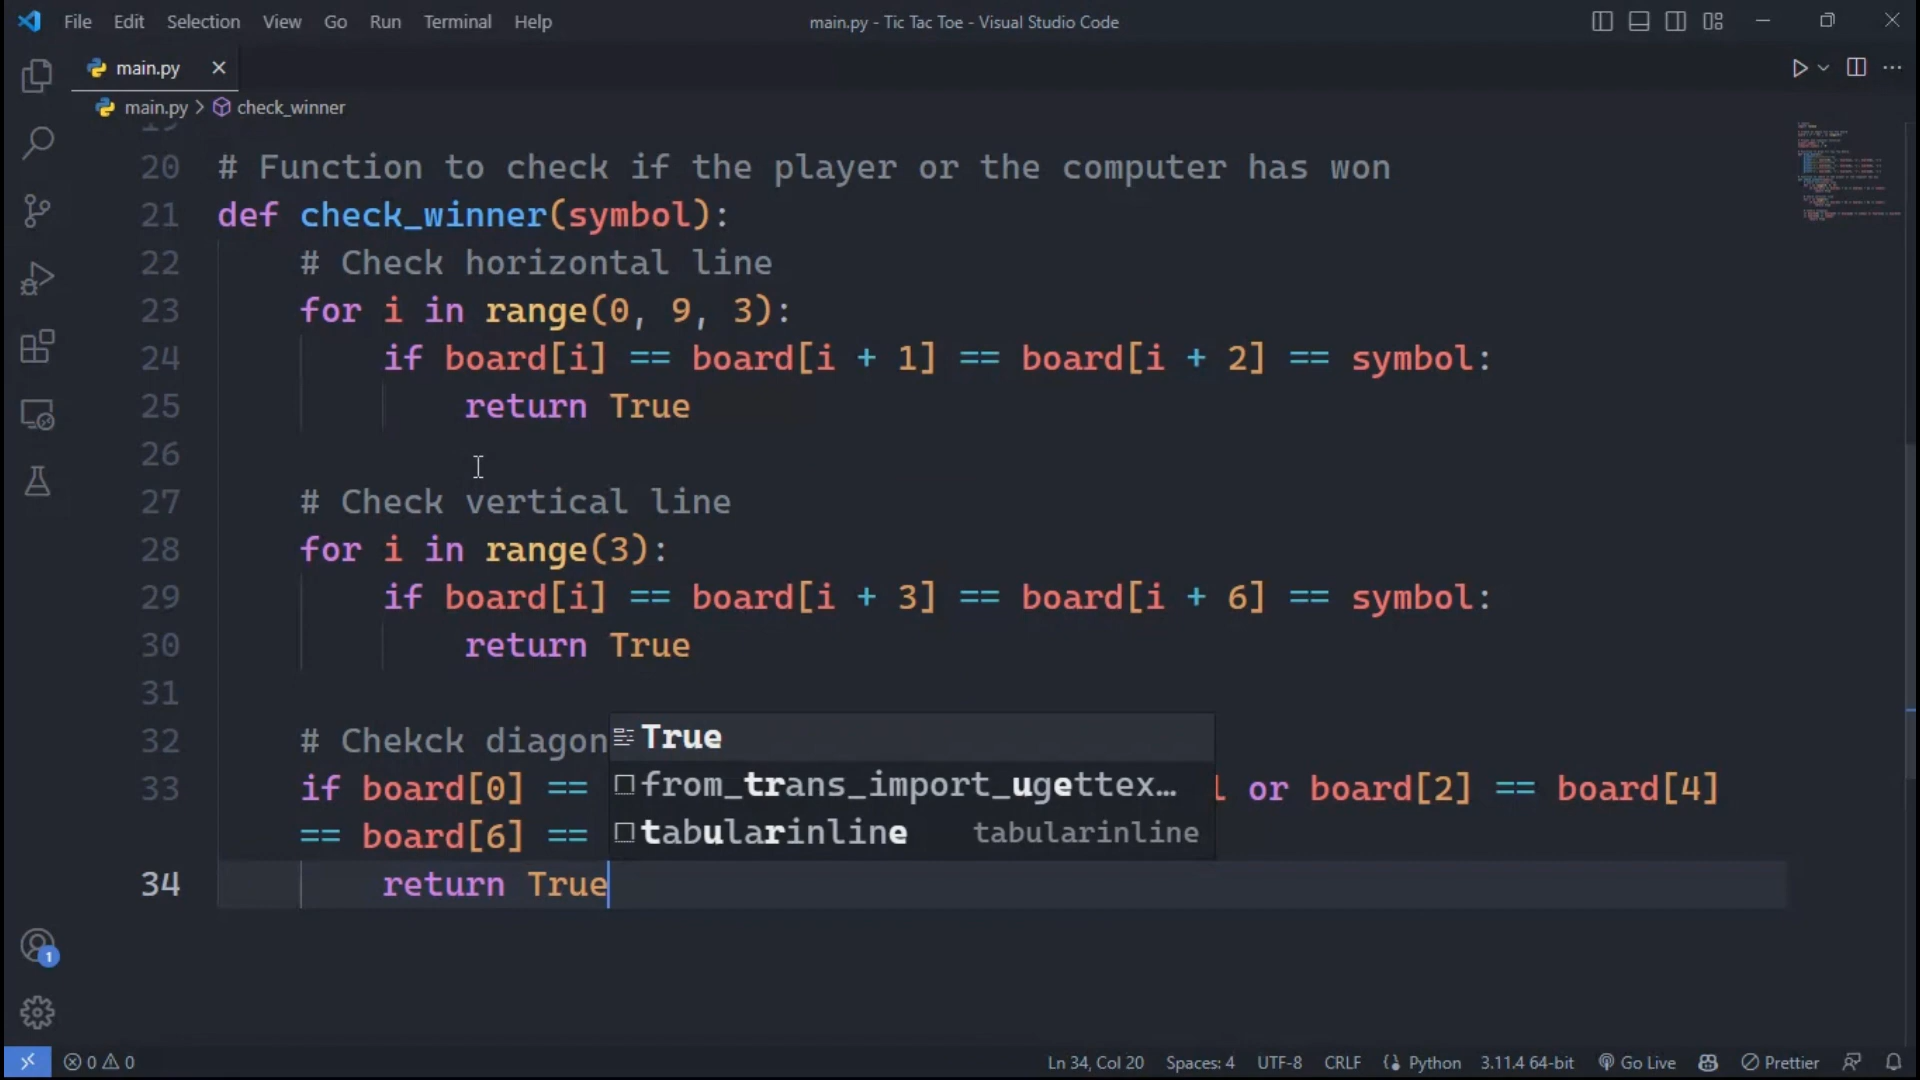 File Edit Selection View Go Run Terminal Help
main.py - Tic Tac Toe - Visual Studio Code
main.py
main.py > check_winner
19
20 # Function to check if the player or the computer has won
21 def check_winner(symbol):
22 # Check horizontal line
23 for i in range(0, 9, 3):
24 if board[i] == board[i + 1] == board[i + 2] == symbol:
25 return True
26
27 # Check vertical line
28 for i in range(3):
29 if board[i] == board[i + 3] == board[i + 6] == symbol:
30 return True
31
32 # Chekck diagon
True
from_trans_import_ugettex...
tabularinline tabularinline
33 if board[0] == l or board[2] == board[4]
== board[6] ==
34 return True
1
0 0
Ln 34, Col 20 Spaces: 4 UTF-8 CRLF Python 3.11.4 64-bit Go Live Prettier